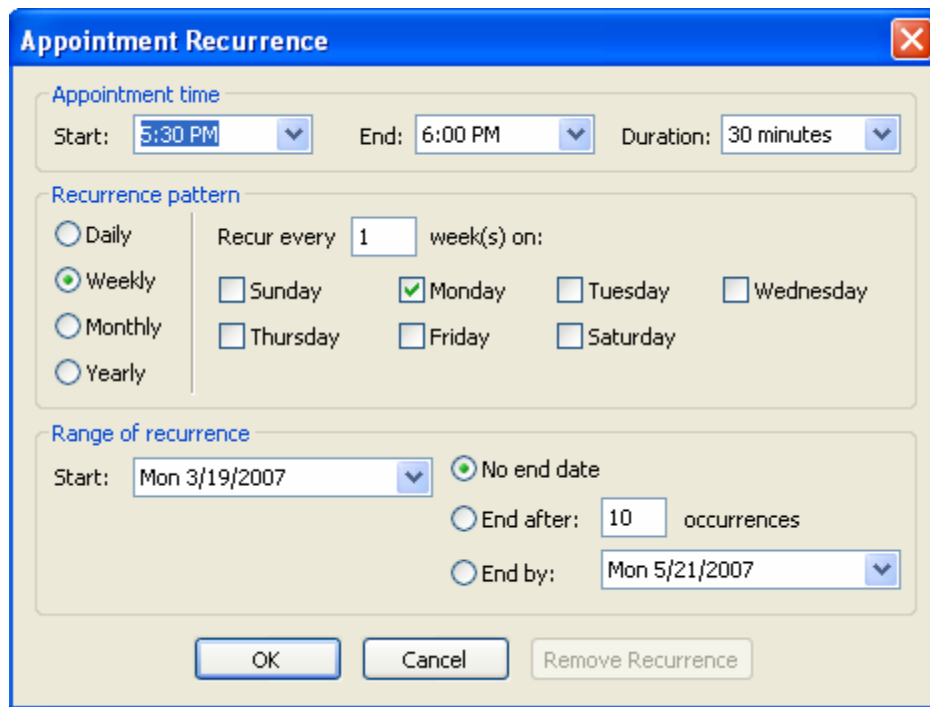 Appointment Recurrence
Appointment time
Start: 5:30 PM End: 6:00 PM Duration: 30 minutes
Recurrence pattern
Daily Recur every 1 week(s) on:
Weekly Sunday Monday Tuesday Wednesday
Monthly Thursday Friday Saturday
Yearly
Range of recurrence
Start: Mon 3/19/2007 No end date
End after: 10 occurrences
End by: Mon 5/21/2007
OK Cancel Remove Recurrence